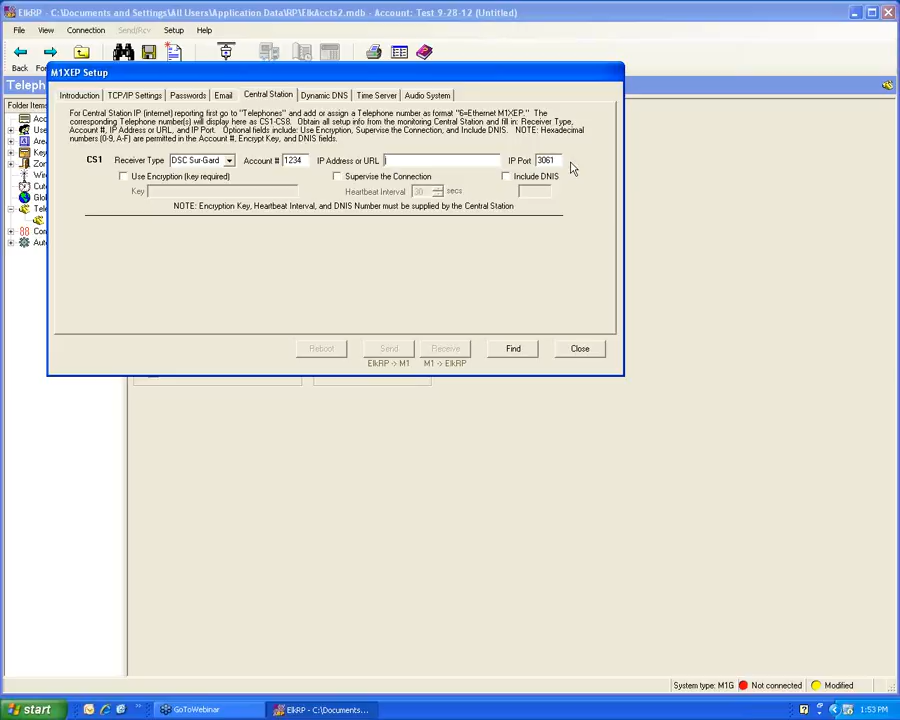 ElkRP - C:\Documents and Settings\All Users\Application Data\RP\ElkAccts2.mdb - Account: Test 9-28-12 (Untitled)
File View Connection Send/Rcv Setup Help
Back
Teleph
M1XEP Setup
Introduction TCP/IP Settings Passwords Email Central Station Dynamic DNS Time Server Audio System
Folder Items
For Central Station IP (internet) reporting first go to "Telephones" and add or assign a Telephone number as format "6=Ethernet M1XEP." The
corresponding Telephone number(s) will display here as CS1-CS8. Obtain all setup info from the monitoring Central Station and fill in: Receiver Type,
Account #, IP Address or URL, and IP Port. Optional fields include: Use Encryption, Supervise the Connection, and Include DNIS. NOTE: Hexadecimal
numbers (0-9, A-F) are permitted in the Account #, Encrypt Key, and DNIS fields.
CS1 Receiver Type DSC Sur-Gard Account # 1234 IP Address or URL IP Port 3061
Use Encryption (key required) Supervise the Connection Include DNIS
Key Heartbeat Interval 30 secs
NOTE: Encryption Key, Heartbeat Interval, and DNIS Number must be supplied by the Central Station
Reboot Send Receive Find Close
ElkRP -> M1 M1 -> ElkRP
System type: M1G Not connected Modified
start GoToWebinar ElkRP - C:\Documents... 1:53 PM